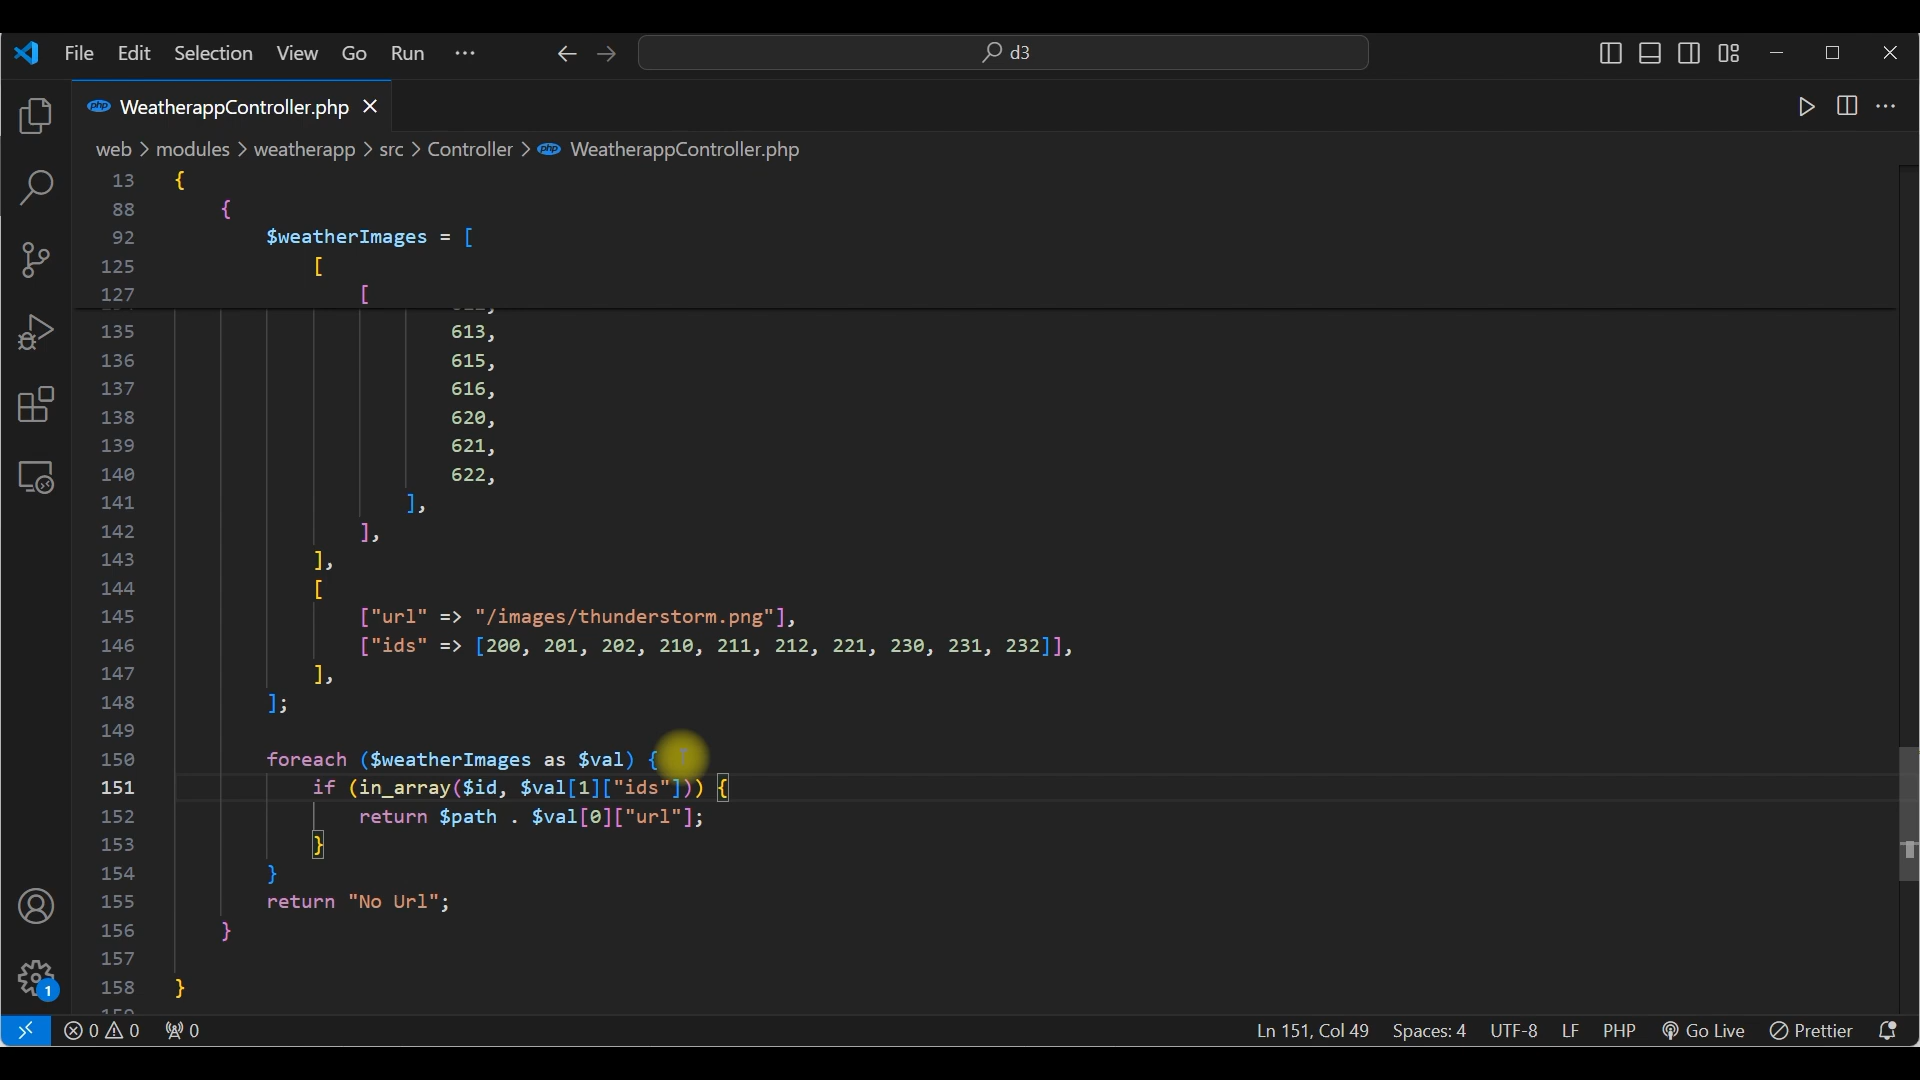 File Edit Selection View Go Run ···
d3
WeatherappController.php
web > modules > weatherapp > src > Controller > WeatherappController.php
13 {
88 {
92 $weatherImages = [
125 [
127 [
135 613,
136 615,
137 616,
138 620,
139 621,
140 622,
141 ],
142 ],
143 ],
144 [
145 ["url" => "/images/thunderstorm.png"],
146 ["ids" => [200, 201, 202, 210, 211, 212, 221, 230, 231, 232]],
147 ],
148 ];
149
150 foreach ($weatherImages as $val) {
151 if (in_array($id, $val[1]["ids"])) {
152 return $path . $val[0]["url"];
153 }
154 }
155 return "No Url";
156 }
157
158 }
1
0 0 0 Ln 151, Col 49 Spaces: 4 UTF-8 LF PHP Go Live Prettier